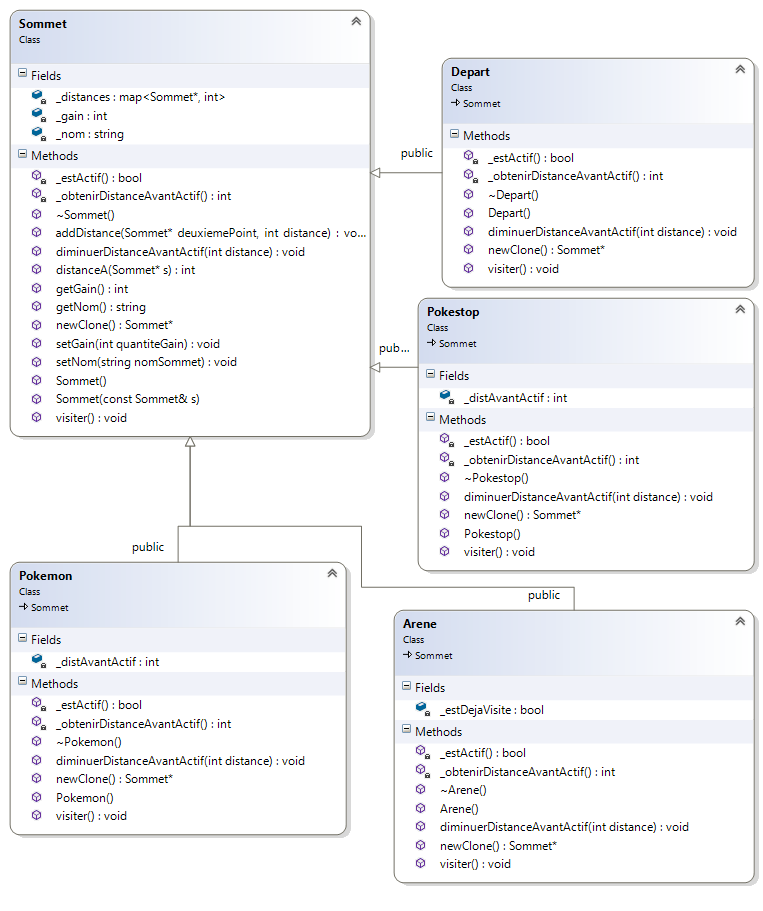 Sommet
Class
Fields
_distances : map<Sommet*, int>
_gain : int
_nom : string
Methods
_estActif() : bool
_obtenirDistanceAvantActif() : int
~Sommet()
addDistance(Sommet* deuxiemePoint, int distance) : vo...
diminuerDistanceAvantActif(int distance) : void
distanceA(Sommet* s) : int
getGain() : int
getNom() : string
newClone() : Sommet*
setGain(int quantiteGain) : void
setNom(string nomSommet) : void
Sommet()
Sommet(const Sommet& s)
visiter() : void
public
Depart
Class
Sommet
Methods
_estActif() : bool
_obtenirDistanceAvantActif() : int
~Depart()
Depart()
diminuerDistanceAvantActif(int distance) : void
newClone() : Sommet*
visiter() : void
pub...
Pokestop
Class
Sommet
Fields
_distAvantActif : int
Methods
_estActif() : bool
_obtenirDistanceAvantActif() : int
~Pokestop()
diminuerDistanceAvantActif(int distance) : void
newClone() : Sommet*
Pokestop()
visiter() : void
public
Pokemon
Class
Sommet
Fields
_distAvantActif : int
Methods
_estActif() : bool
_obtenirDistanceAvantActif() : int
~Pokemon()
diminuerDistanceAvantActif(int distance) : void
newClone() : Sommet*
Pokemon()
visiter() : void
public
Arene
Class
Sommet
Fields
_estDejaVisite : bool
Methods
_estActif() : bool
_obtenirDistanceAvantActif() : int
~Arene()
Arene()
diminuerDistanceAvantActif(int distance) : void
newClone() : Sommet*
visiter() : void